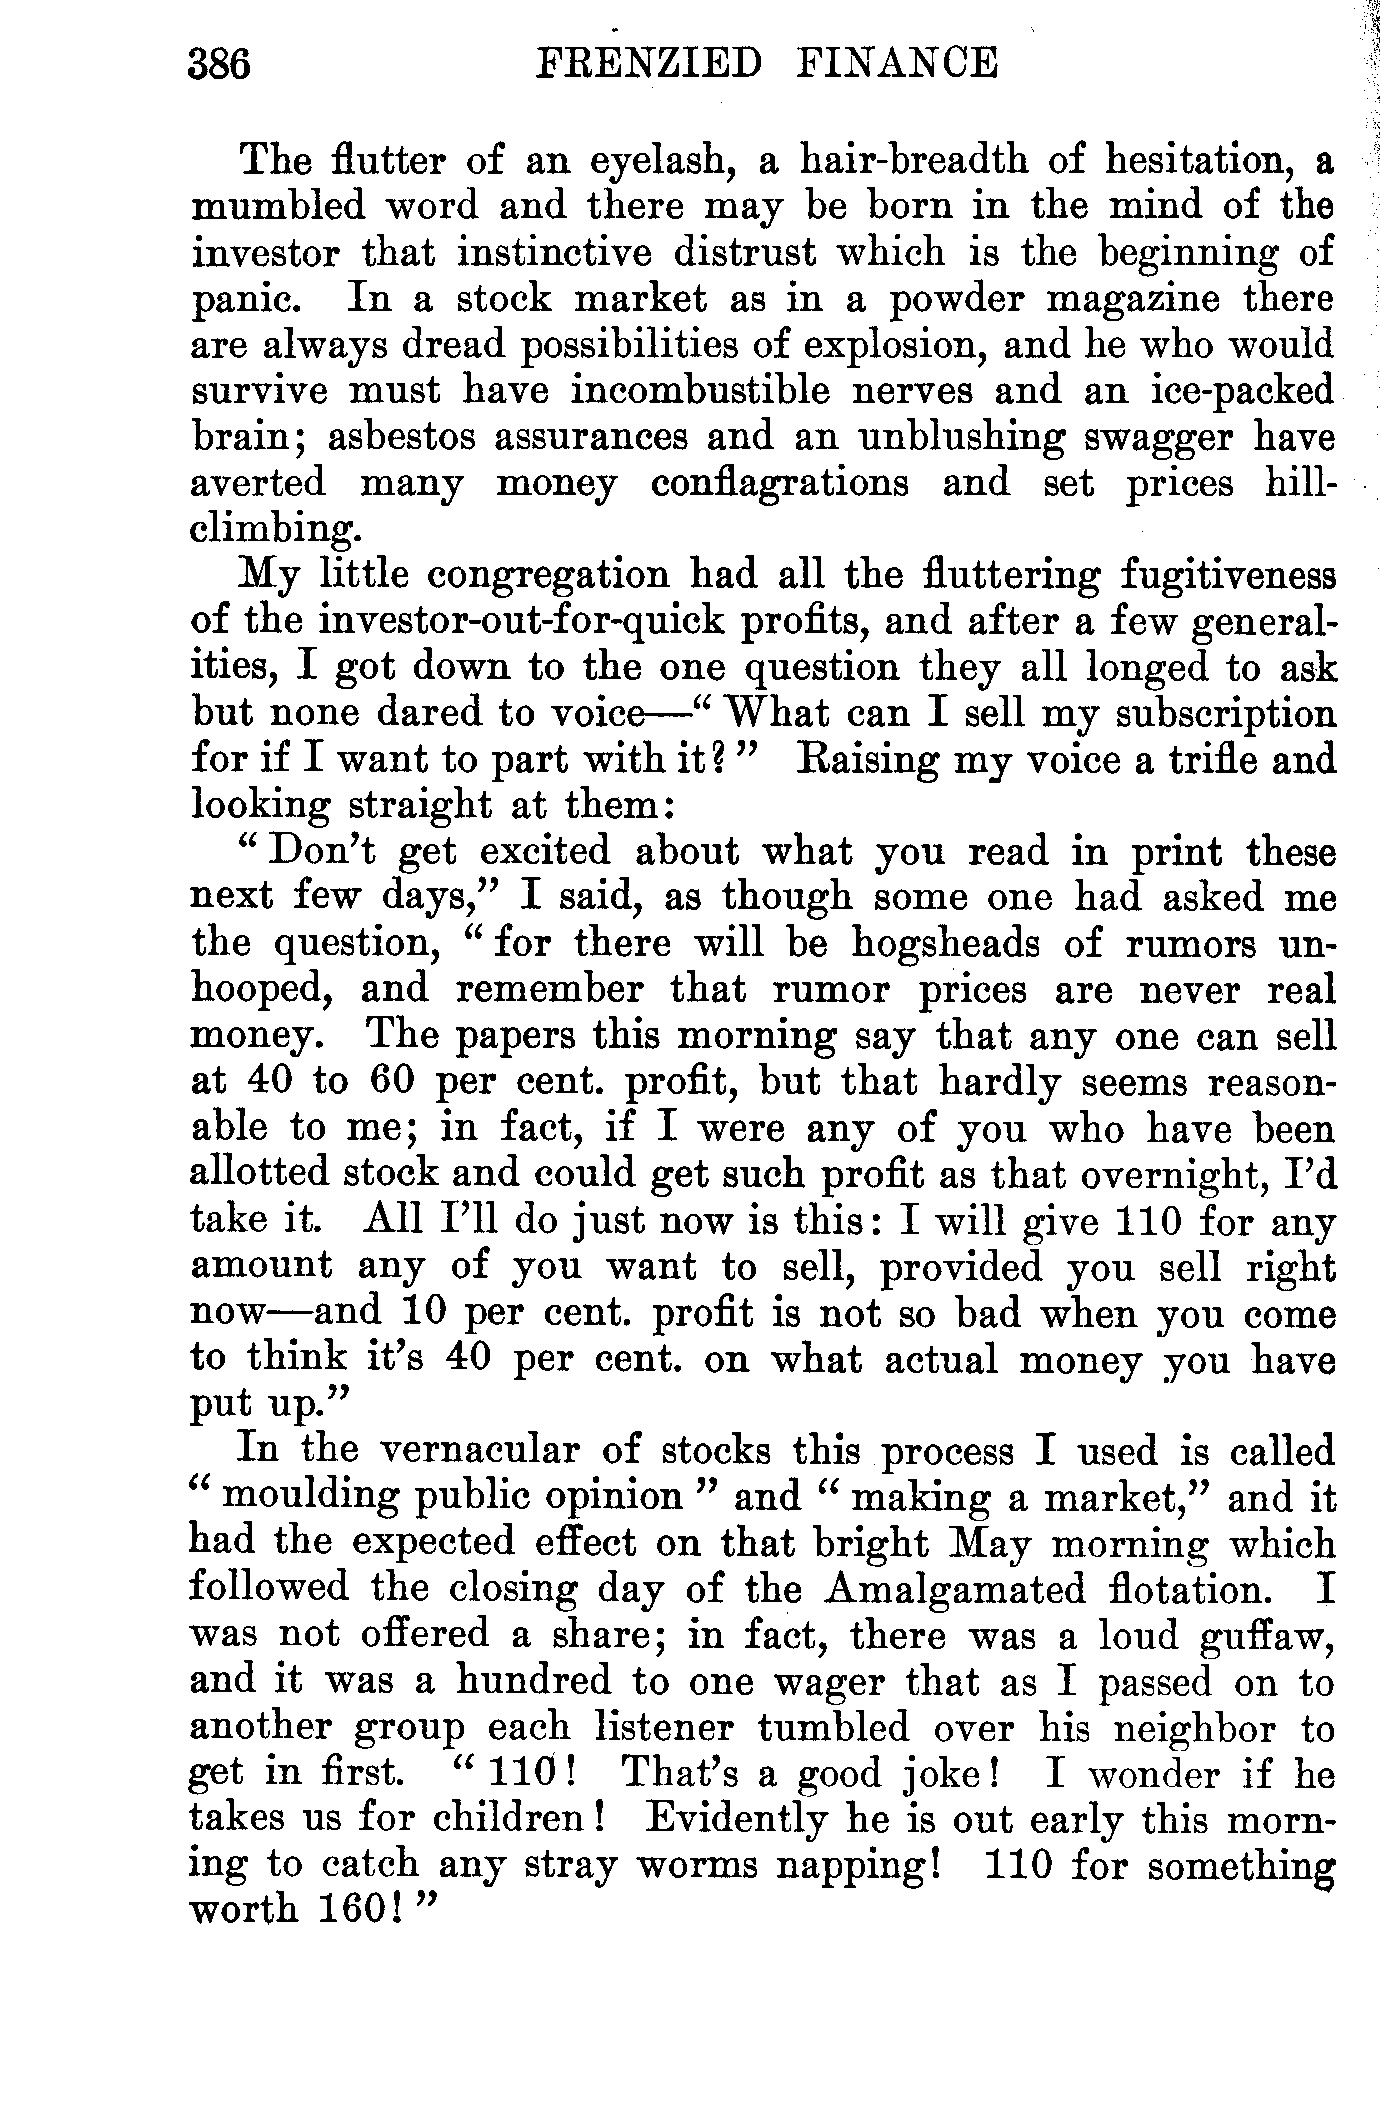 386 FRENZIED FINANCE
The flutter of an eyelash, a hair-breadth of hesitation, a
mumbled word and there may be born in the mind of the
investor that instinctive distrust which is the beginning of
panic. In a stock market as in a powder magazine there
are always dread possibilities of explosion, and he who would
survive must have incombustible nerves and an ice-packed
brain; asbestos assurances and an unblushing swagger have
averted many money conflagrations and set prices hill-
climbing.
My little congregation had all the fluttering fugitiveness
of the investor-out-for-quick profits, and after a few general-
ities, I got down to the one question they all longed to ask
but none dared to voice—“ What can I sell my subscription
for if I want to part with it? ” Raising my voice a trifle and
looking straight at them:
“ Don’t get excited about what you read in print these
next few days,” I said, as though some one had asked me
the question, “ for there will be hogsheads of rumors un-
hooped, and remember that rumor prices are never real
money. The papers this morning say that any one can sell
at 40 to 60 per cent. profit, but that hardly seems reason-
able to me; in fact, if I were any of you who have been
allotted stock and could get such profit as that overnight, I’d
take it. All I’ll do just now is this: I will give 110 for any
amount any of you want to sell, provided you sell right
now—and 10 per cent. profit is not so bad when you come
to think it’s 40 per cent. on what actual money you have
put up.”
In the vernacular of stocks this process I used is called
“ moulding public opinion ” and “ making a market,” and it
had the expected effect on that bright May morning which
followed the closing day of the Amalgamated flotation. I
was not offered a share; in fact, there was a loud guffaw,
and it was a hundred to one wager that as I passed on to
another group each listener tumbled over his neighbor to
get in first. “ 110! That’s a good joke! I wonder if he
takes us for children! Evidently he is out early this morn-
ing to catch any stray worms napping! 110 for something
worth 160! ”